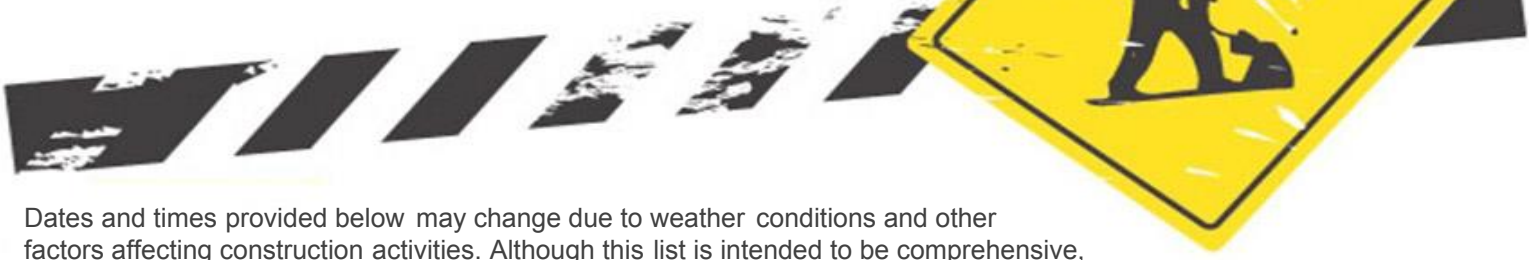 Dates and times provided below may change due to weather conditions and other
factors affecting construction activities. Although this list is intended to be comprehensive,